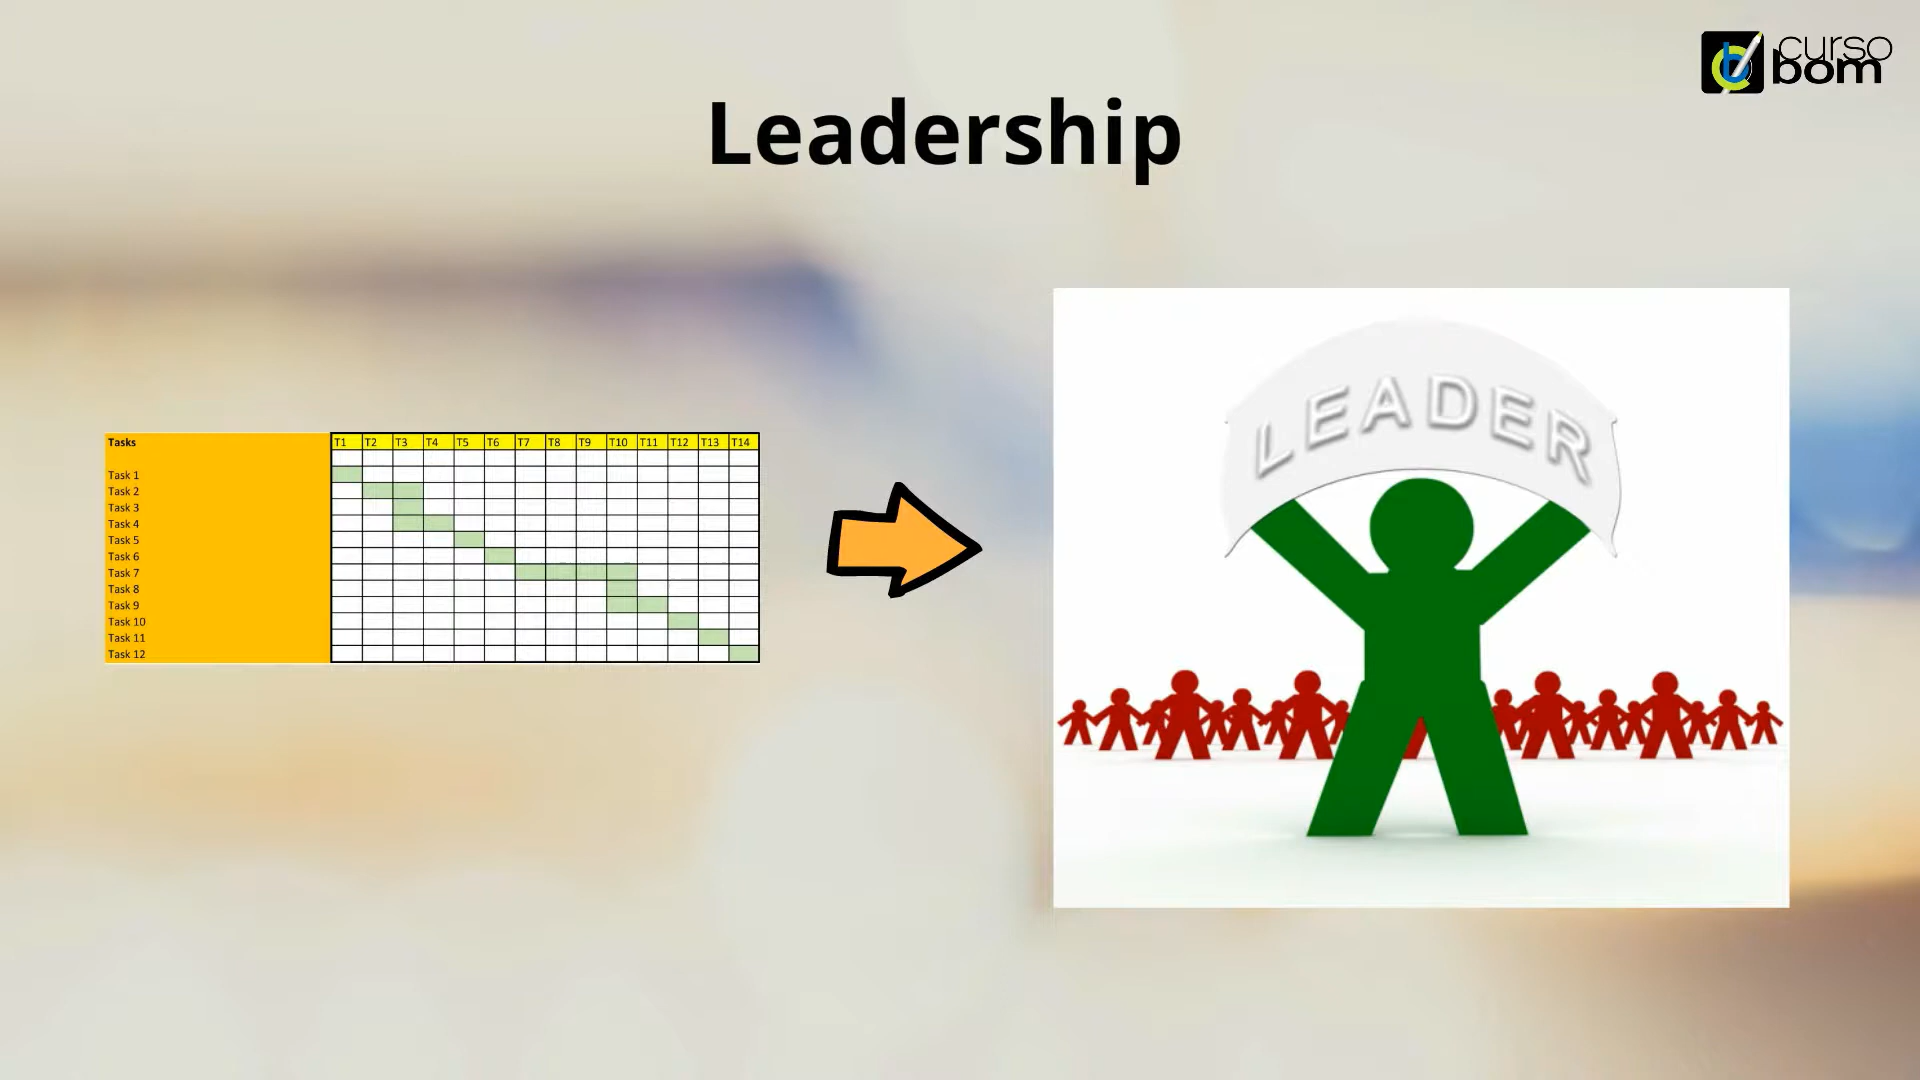 curso
bom
Leadership
LEADER
Tasks T1 T2 T3 T4 T5 T6 T7 T8 T9 T10 T11 T12 T13 T14
Task 1
Task 2
Task 3
Task 4
Task 5
Task 6
Task 7
Task 8
Task 9
Task 10
Task 11
Task 12